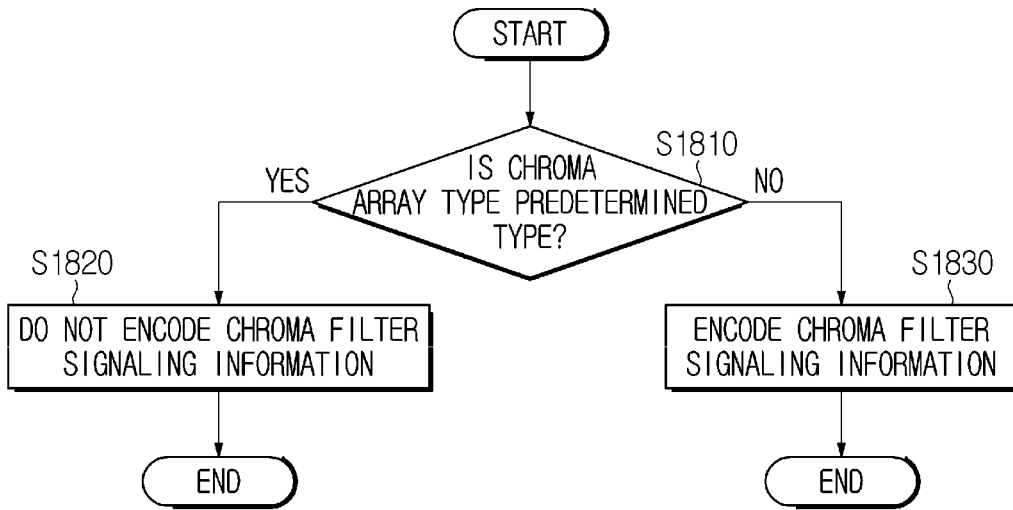 START
S1810
IS CHROMA
ARRAY TYPE PREDETERMINED
TYPE?
YES
NO
S1820
DO NOT ENCODE CHROMA FILTER
SIGNALING INFORMATION
S1830
ENCODE CHROMA FILTER
SIGNALING INFORMATION
END
END